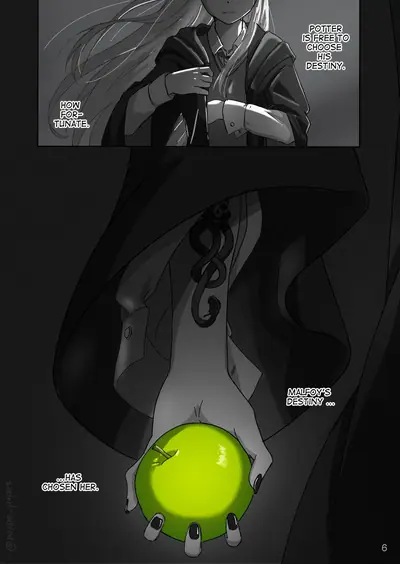 POTTER
IS FREE TO
CHOOSE
HIS
DESTINY.
HOW
FOR-
TUNATE.
MALFOY'S
DESTINY ...
...HAS
CHOSEN HER.
6